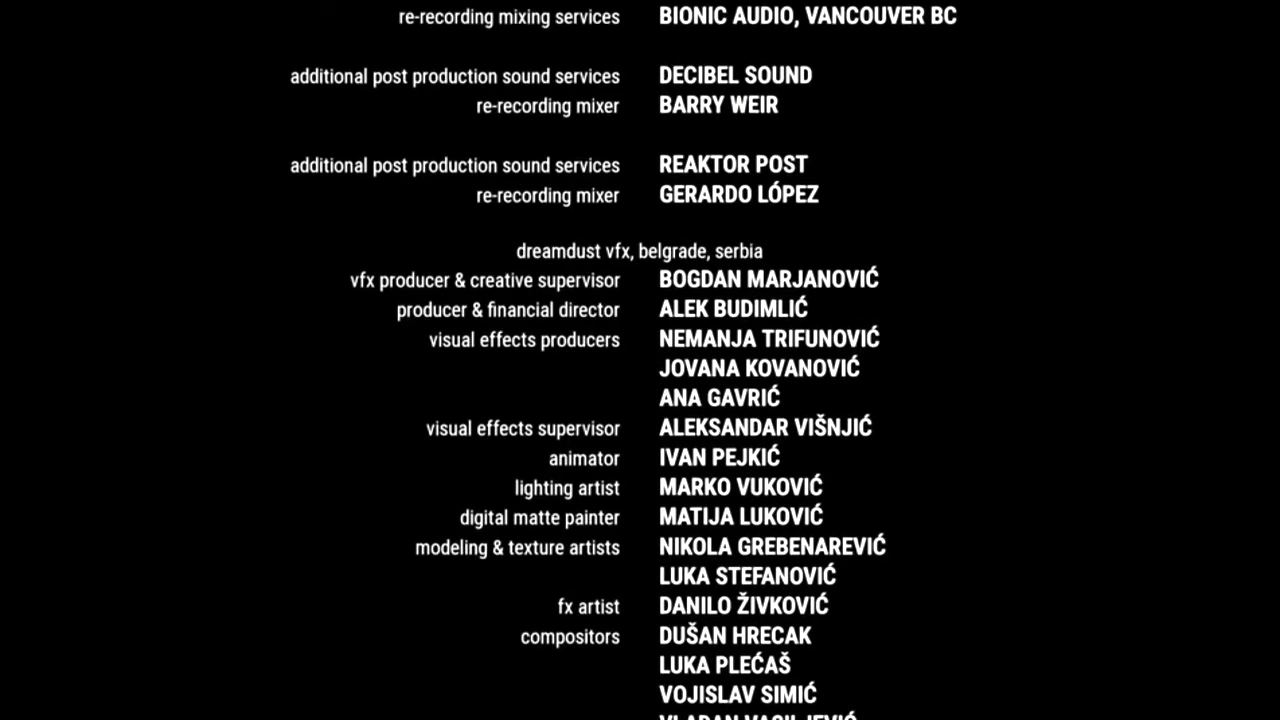 re-recording mixing services BIONIC AUDIO, VANCOUVER BC
additional post production sound services DECIBEL SOUND
re-recording mixer BARRY WEIR
additional post production sound services REAKTOR POST
re-recording mixer GERARDO LÓPEZ
dreamdust vfx, belgrade, serbia
vfx producer & creative supervisor BOGDAN MARJANOVIĆ
producer & financial director ALEK BUDIMLIĆ
visual effects producers NEMANJA TRIFUNOVIĆ
JOVANA KOVANOVIĆ
ANA GAVRIĆ
visual effects supervisor ALEKSANDAR VIŠNJIĆ
animator IVAN PEJKIĆ
lighting artist MARKO VUKOVIĆ
digital matte painter MATIJA LUKOVIĆ
modeling & texture artists NIKOLA GREBENAREVIĆ
LUKA STEFANOVIĆ
fx artist DANILO ŽIVKOVIĆ
compositors DUŠAN HRECAK
LUKA PLEĆAŠ
VOJISLAV SIMIĆ
VLADAN VASILJEVIĆ